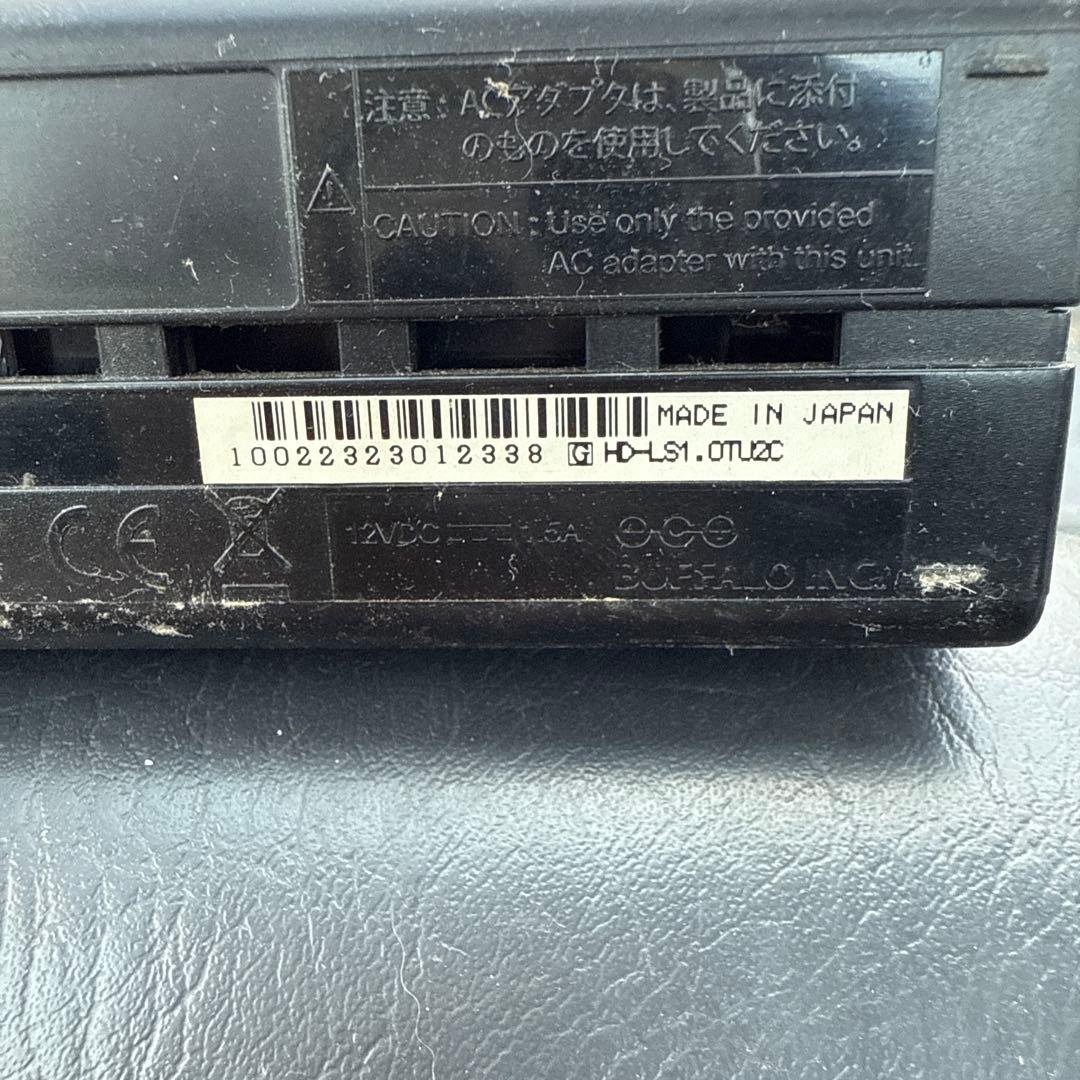 注意：ACアダプタは、製品に添付
のものを使用してください。
CAUTION : Use only the provided
AC adapter with this unit.
MADE IN JAPAN
10022323012338 G HD-LS1.0TU2C
CE 12VDC 1.5A
BUFFALO INC.